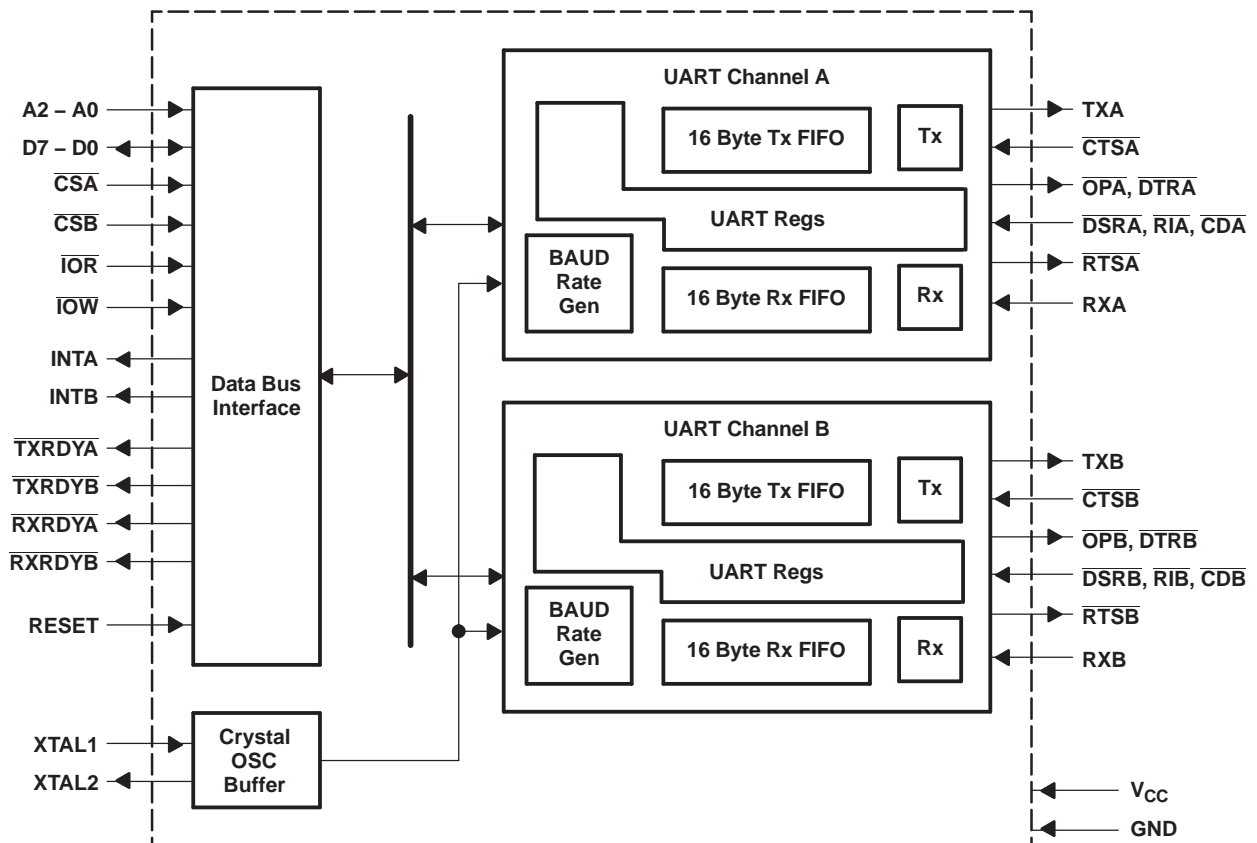 A2 – A0
D7 – D0
CSA
CSB
IOR
IOW
INTA
INTB
TXRDYA
TXRDYB
RXRDYA
RXRDYB
RESET
XTAL1
XTAL2
Data Bus
Interface
Crystal
OSC
Buffer
UART Channel A
16 Byte Tx FIFO
Tx
UART Regs
BAUD
Rate
Gen
16 Byte Rx FIFO
Rx
UART Channel B
16 Byte Tx FIFO
Tx
UART Regs
BAUD
Rate
Gen
16 Byte Rx FIFO
Rx
TXA
CTSA
OPA, DTRA
DSRA, RIA, CDA
RTSA
RXA
TXB
CTSB
OPB, DTRB
DSRB, RIB, CDB
RTSB
RXB
VCC
GND